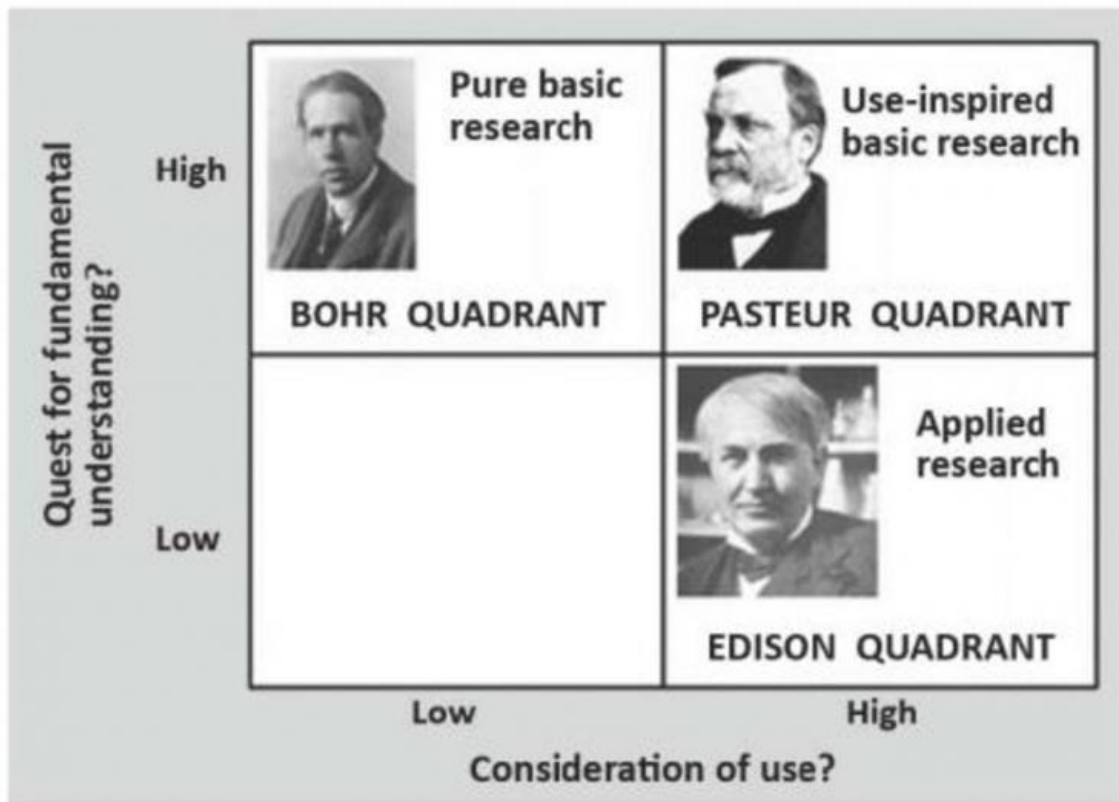 Quest for fundamental
understanding?
High
Pure basic
research
BOHR QUADRANT
Use-inspired
basic research
PASTEUR QUADRANT
Low
Applied
research
EDISON QUADRANT
Low
High
Consideration of use?